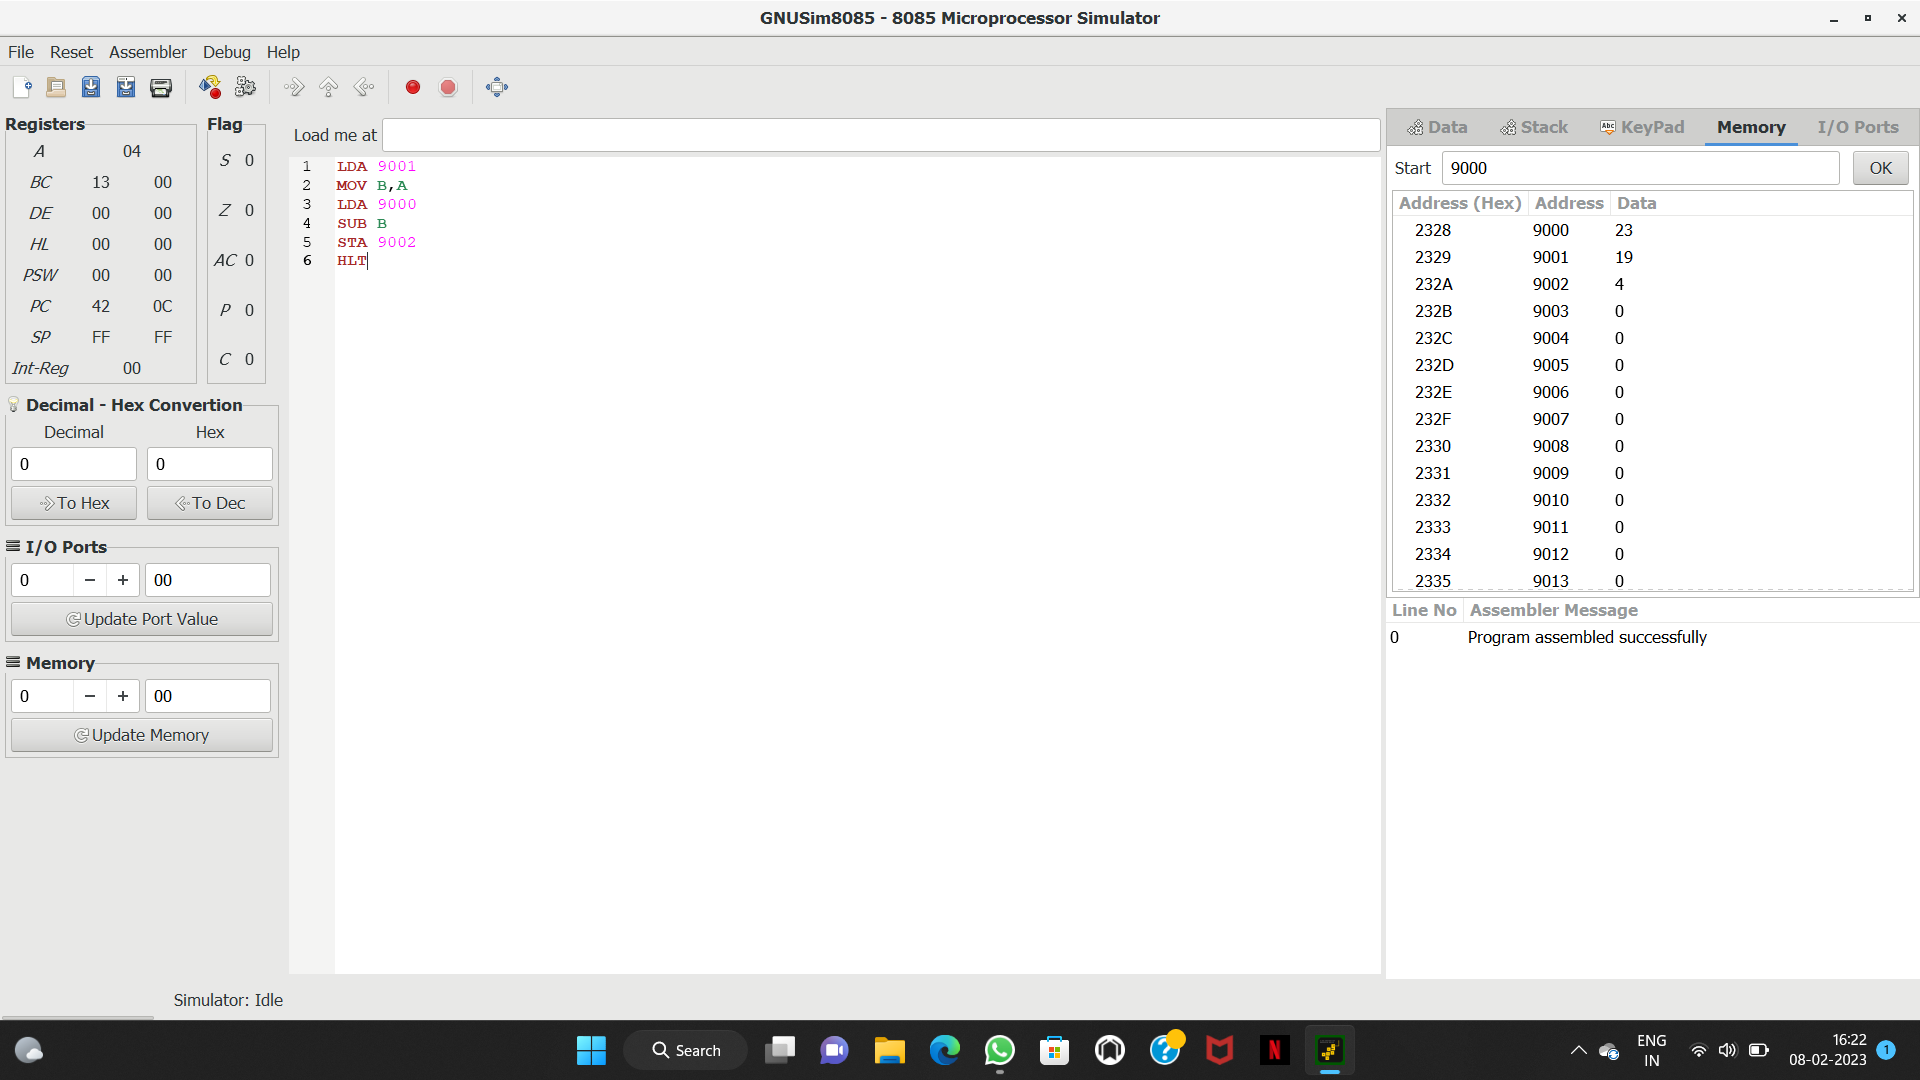 GNUSim8085 - 8085 Microprocessor Simulator
File Reset Assembler Debug Help
Registers
A 04
BC 13 00
DE 00 00
HL 00 00
PSW 00 00
PC 42 0C
SP FF FF
Int-Reg 00
Flag
S 0
Z 0
AC 0
P 0
C 0
Decimal - Hex Convertion
Decimal Hex
0 0
To Hex To Dec
I/O Ports
0 − + 00
Update Port Value
Memory
0 − + 00
Update Memory
Load me at
1 LDA 9001
2 MOV B,A
3 LDA 9000
4 SUB B
5 STA 9002
6 HLT
Data Stack Abc KeyPad Memory I/O Ports
Start 9000 OK
Address (Hex) Address Data
2328 9000 23
2329 9001 19
232A 9002 4
232B 9003 0
232C 9004 0
232D 9005 0
232E 9006 0
232F 9007 0
2330 9008 0
2331 9009 0
2332 9010 0
2333 9011 0
2334 9012 0
2335 9013 0
Line No Assembler Message
0 Program assembled successfully
Simulator: Idle
Search
N
ENG
IN
16:22
08-02-2023
1